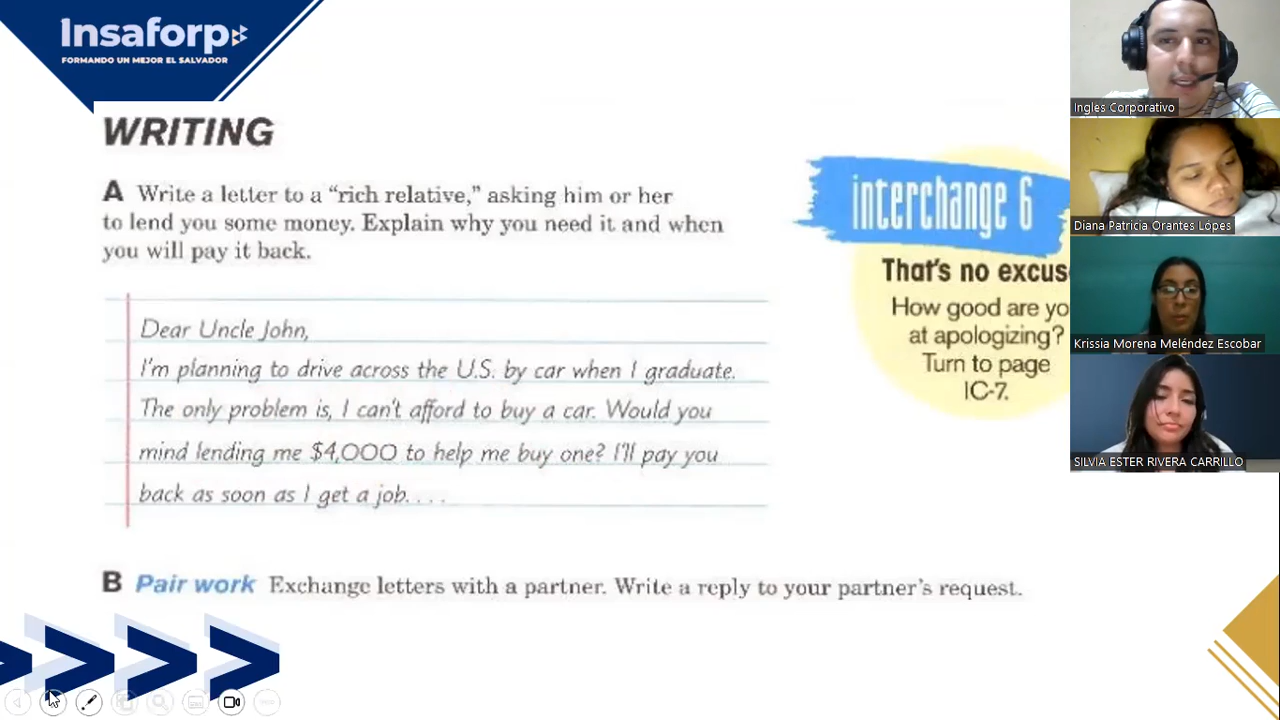 Insaforp
FORMANDO UN MEJOR EL SALVADOR
WRITING
A Write a letter to a “rich relative,” asking him or her
to lend you some money. Explain why you need it and when
you will pay it back.
Dear Uncle John,
I'm planning to drive across the U.S. by car when I graduate.
The only problem is, I can't afford to buy a car. Would you
mind lending me $4,000 to help me buy one? I'll pay you
back as soon as I get a job. . . .
B Pair work Exchange letters with a partner. Write a reply to your partner's request.
interchange 6
That's no excus
How good are yo
at apologizing?
Turn to page
IC-7.
Ingles Corporativo
Diana Patricia Orantes Lópes
Krissia Morena Meléndez Escobar
SILVIA ESTER RIVERA CARRILLO